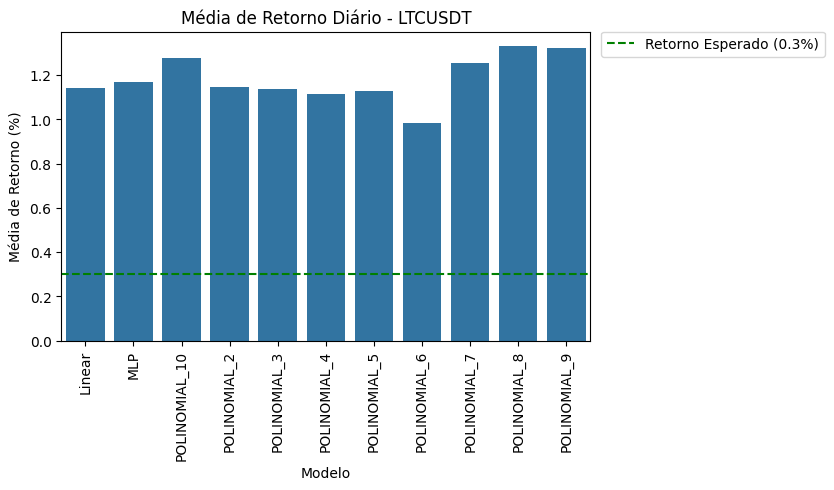 Média de Retorno Diário - LTCUSDT
Retorno Esperado (0.3%)
Média de Retorno (%)
1.2
1.0
0.8
0.6
0.4
0.2
0.0
Linear
MLP
POLINOMIAL_10
POLINOMIAL_2
POLINOMIAL_3
POLINOMIAL_4
POLINOMIAL_5
POLINOMIAL_6
POLINOMIAL_7
POLINOMIAL_8
POLINOMIAL_9
Modelo